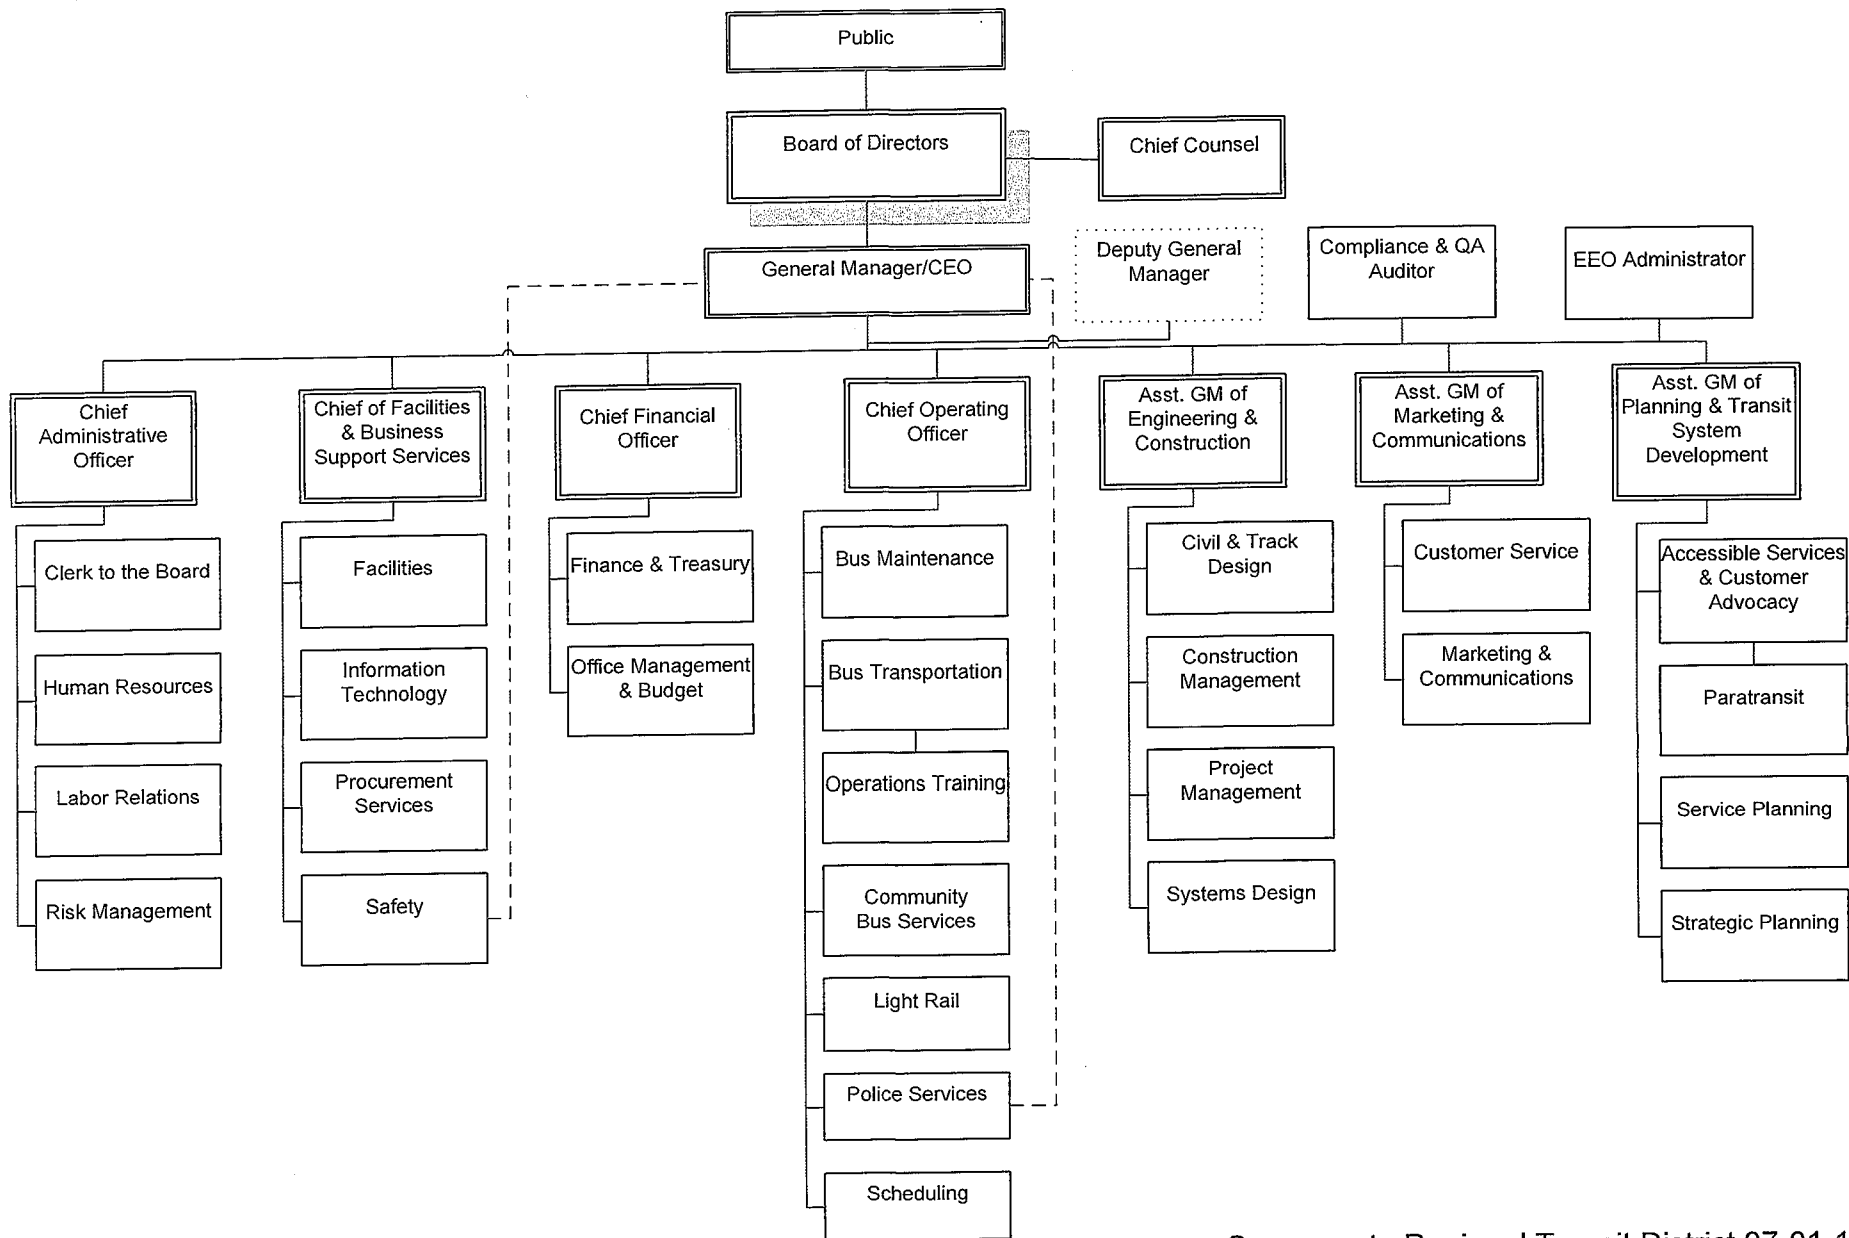 Public
Board of Directors
Chief Counsel
General Manager/CEO
Deputy General
Manager
Compliance & QA
Auditor
EEO Administrator
Chief
Administrative
Officer
Chief of Facilities
& Business
Support Services
Chief Financial
Officer
Chief Operating
Officer
Asst. GM of
Engineering &
Construction
Asst. GM of
Marketing &
Communications
Asst. GM of
Planning & Transit
System
Development
Clerk to the Board
Human Resources
Labor Relations
Risk Management
Facilities
Information
Technology
Procurement
Services
Safety
Finance & Treasury
Office Management
& Budget
Bus Maintenance
Bus Transportation
Operations Training
Community
Bus Services
Light Rail
Police Services
Scheduling
Civil & Track
Design
Construction
Management
Project
Management
Systems Design
Customer Service
Marketing &
Communications
Accessible Services
& Customer
Advocacy
Paratransit
Service Planning
Strategic Planning
Regional Transit District